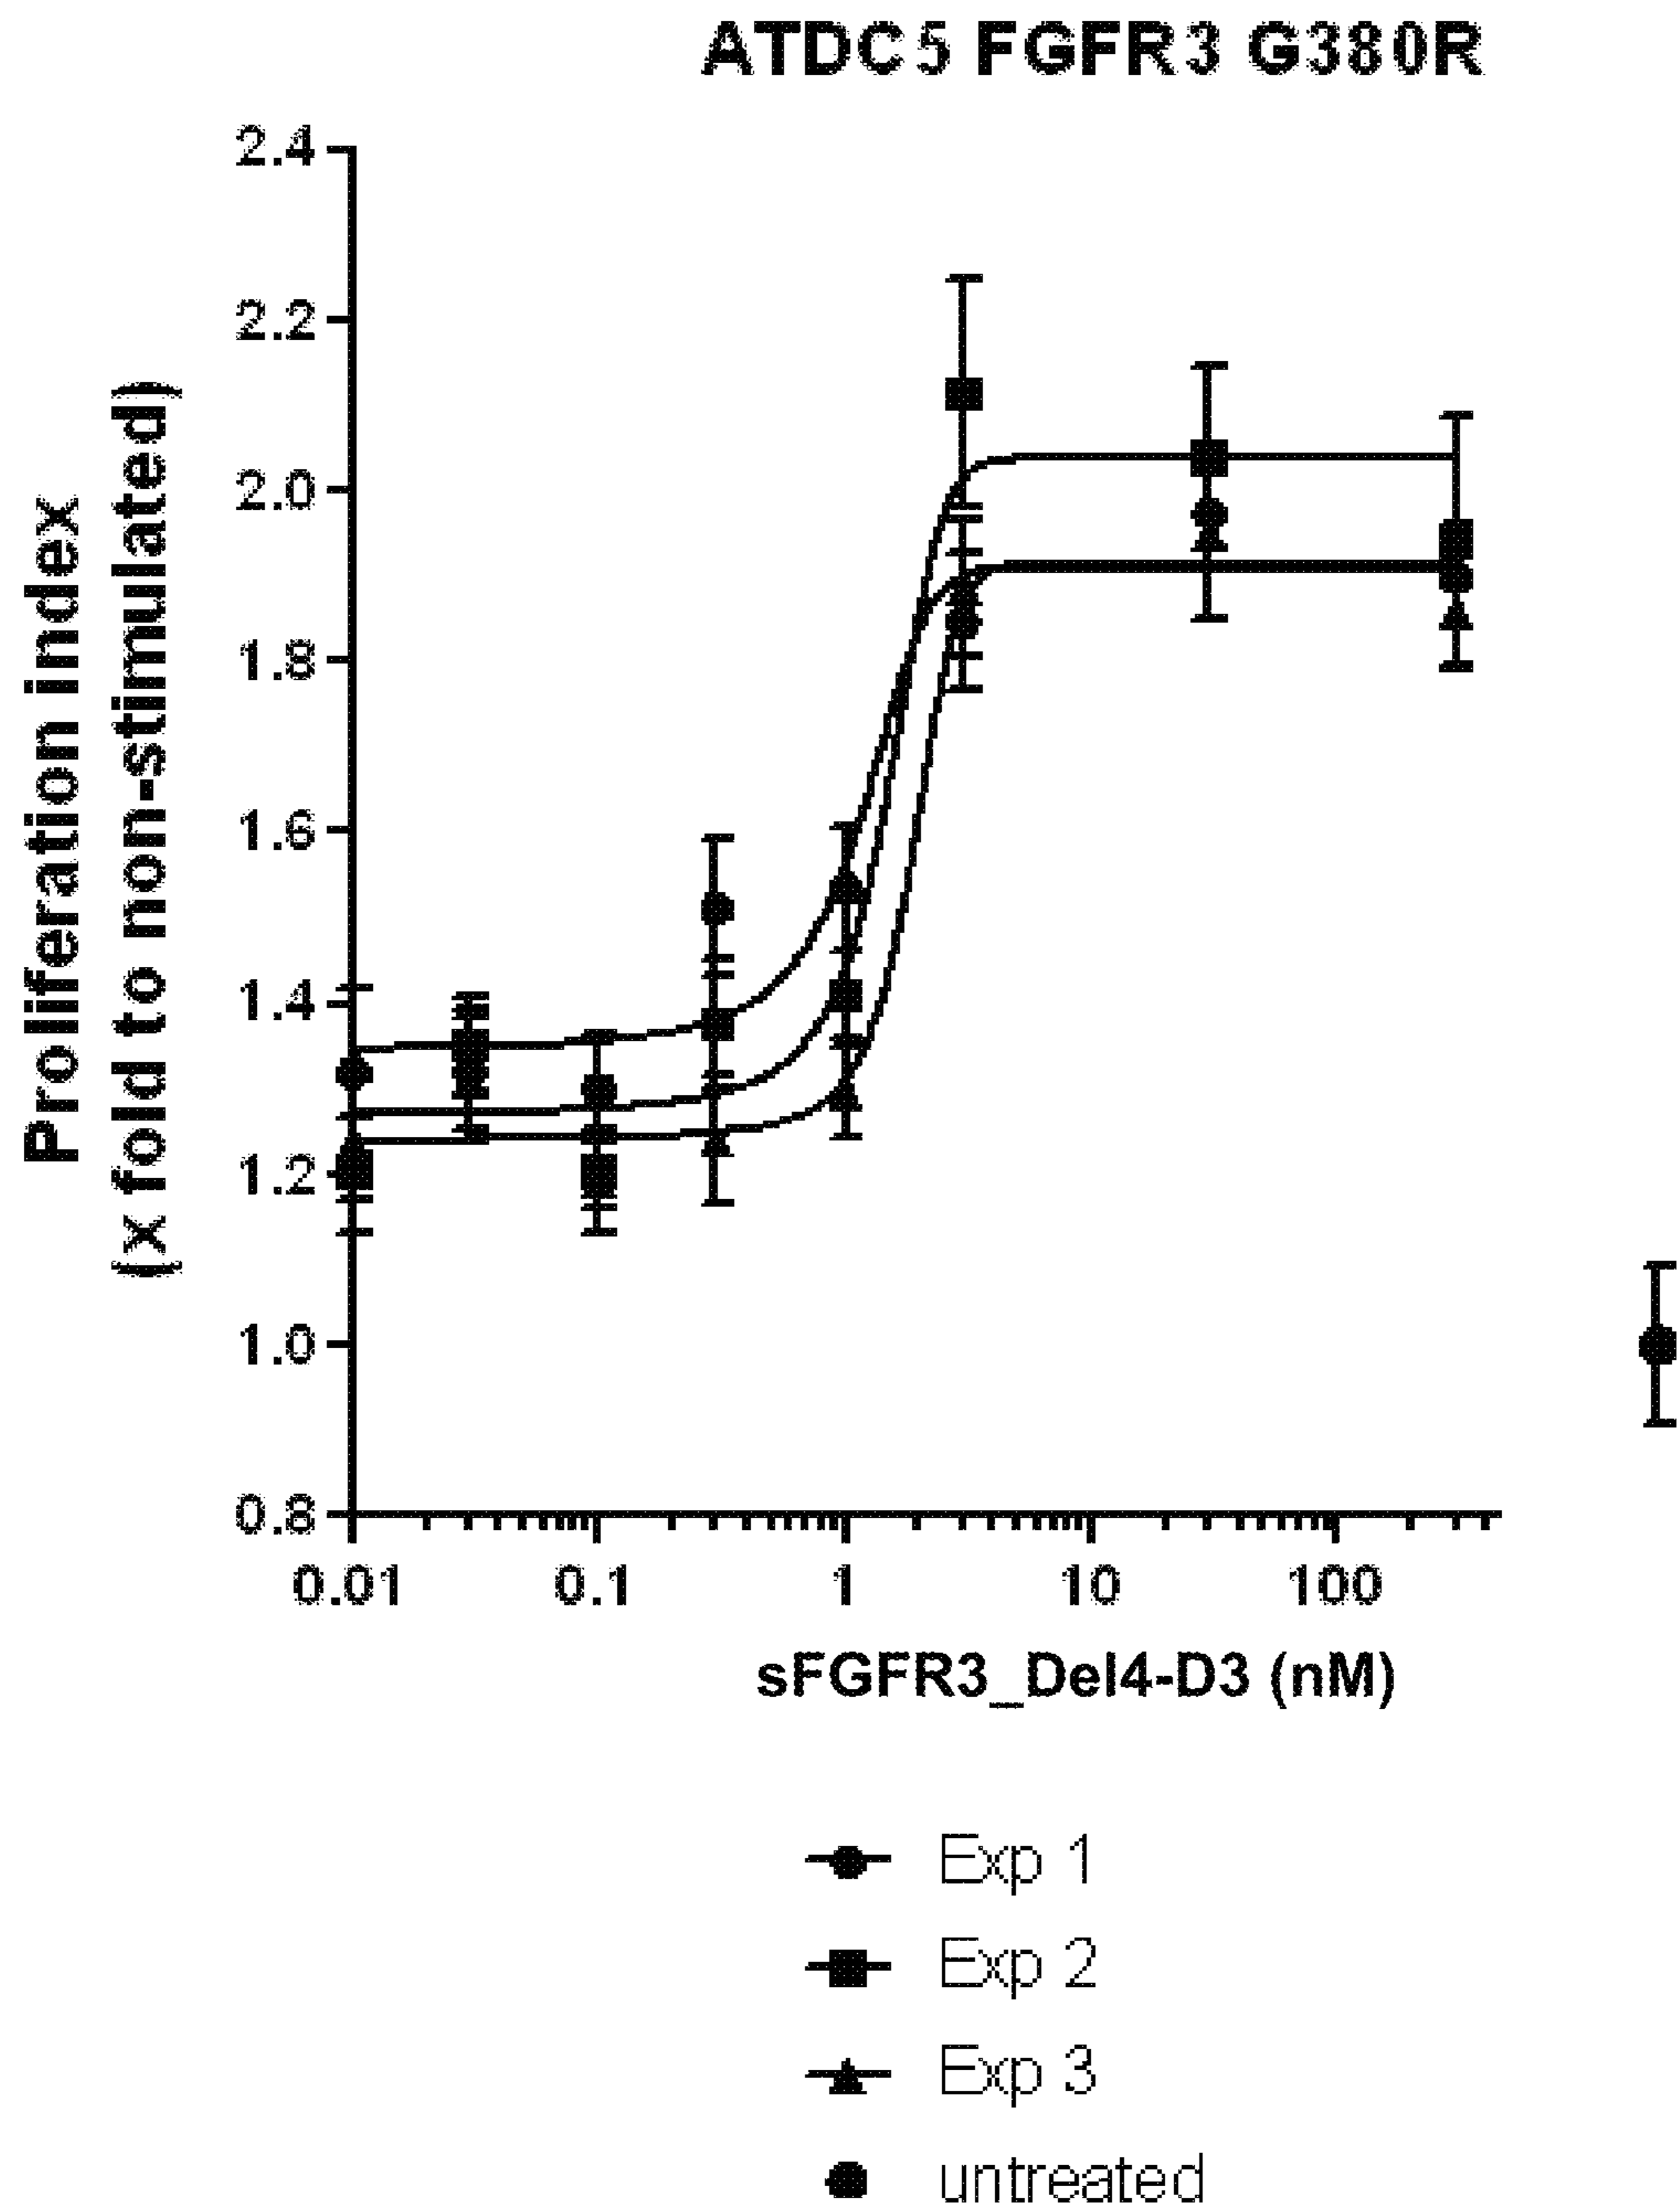 ATDC5 FGFR3 G380R
Proliferation index
(x fold to non-stimulated)
2.4
2.2
2.0
1.8
1.6
1.4
1.2
1.0
0.8
0.01 0.1 1 10 100
sFGFR3_Del4-D3 (nM)
Exp 1
Exp 2
Exp 3
untreated